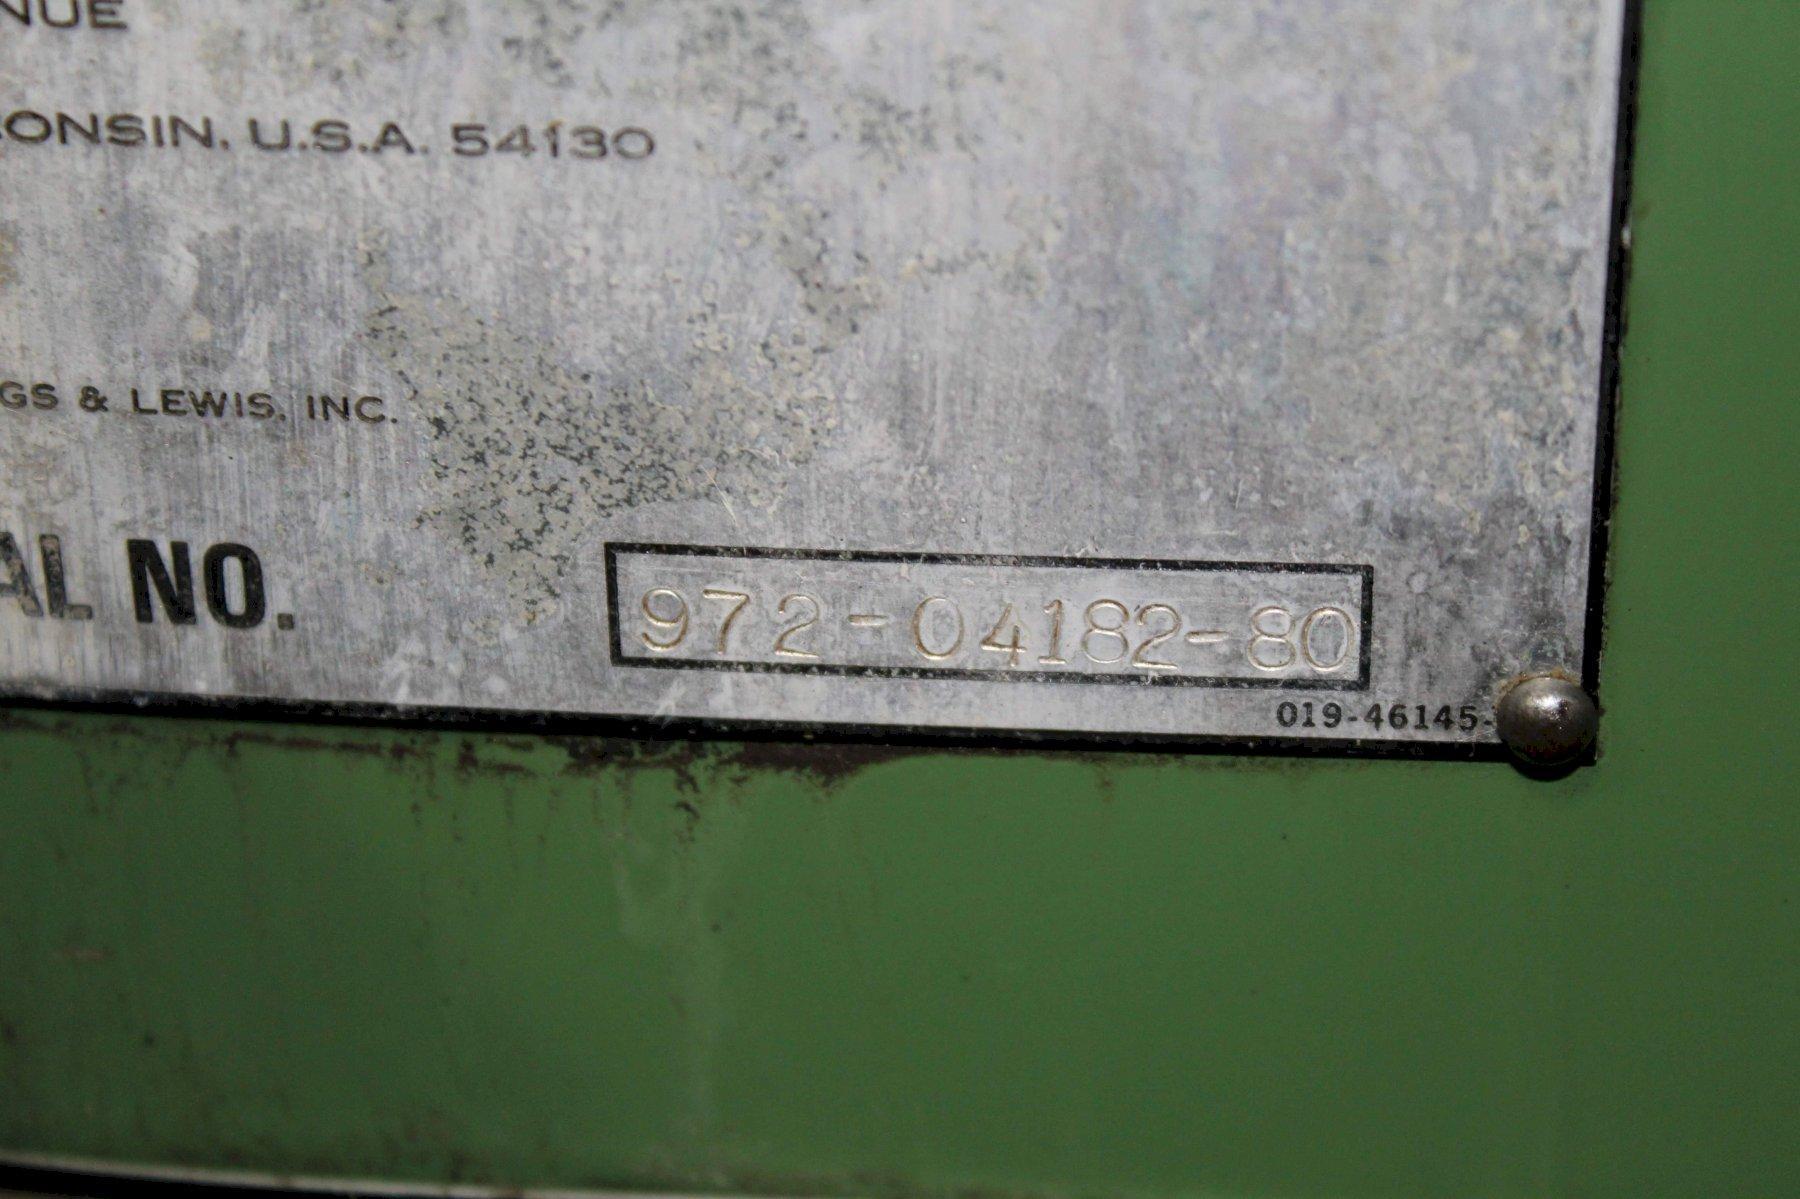 NUE
ONSIN, U.S.A. 54130
GS & LEWIS, INC.
AL NO. 972-04182-80
019-46145-